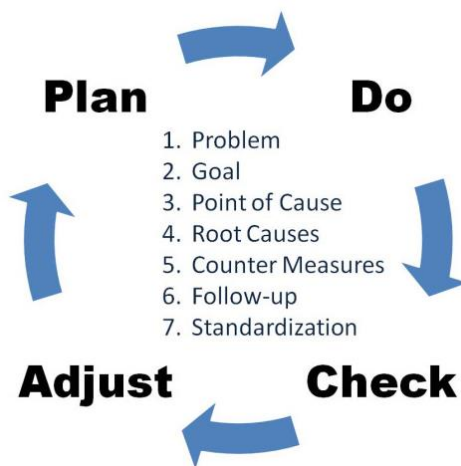 Plan
Do
1. Problem
2. Goal
3. Point of Cause
4. Root Causes
5. Counter Measures
6. Follow-up
7. Standardization
Adjust
Check